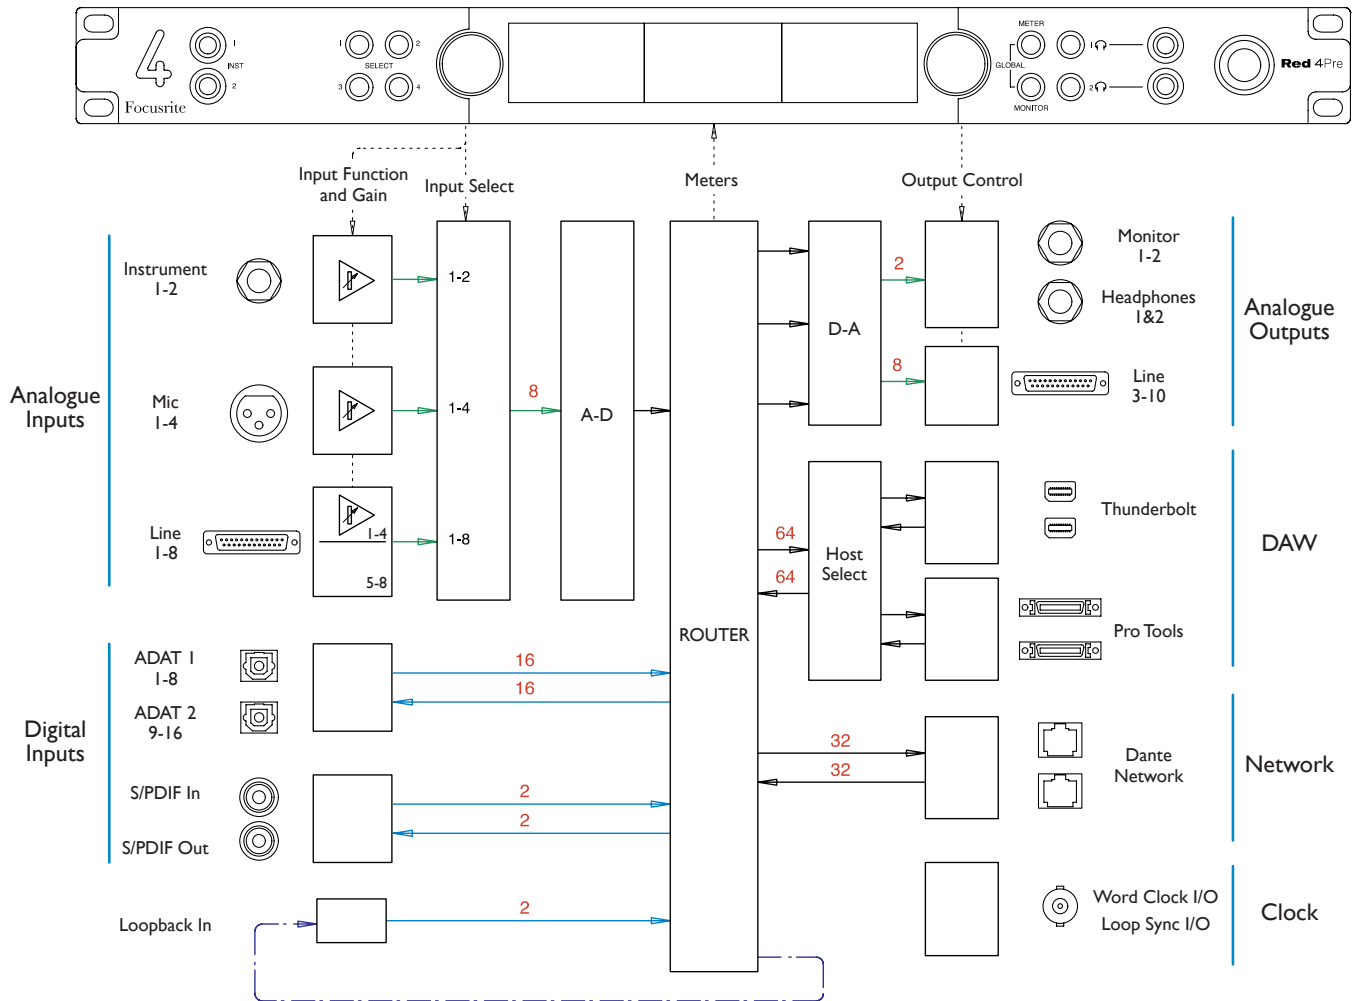 4
Focusrite
1
INST
2
1
2
SELECT
3
4
METER
GLOBAL
MONITOR
1
2
Red 4Pre
Input Function
and Gain
Input Select
Meters
Output Control
Analogue
Inputs
Instrument
1-2
Mic
1-4
Line
1-8
1-4
5-8
1-2
1-4
1-8
8
A-D
ROUTER
D-A
2
8
Monitor
1-2
Headphones
1&2
Line
3-10
Analogue
Outputs
64
64
Host
Select
Thunderbolt
Pro Tools
DAW
Digital
Inputs
ADAT 1
1-8
ADAT 2
9-16
16
16
S/PDIF In
S/PDIF Out
2
2
32
32
Dante
Network
Network
Loopback In
2
Word Clock I/O
Loop Sync I/O
Clock